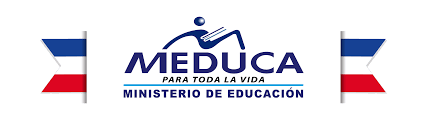 MEDUCA
PARA TODA LA VIDA
MINISTERIO DE EDUCACIÓN